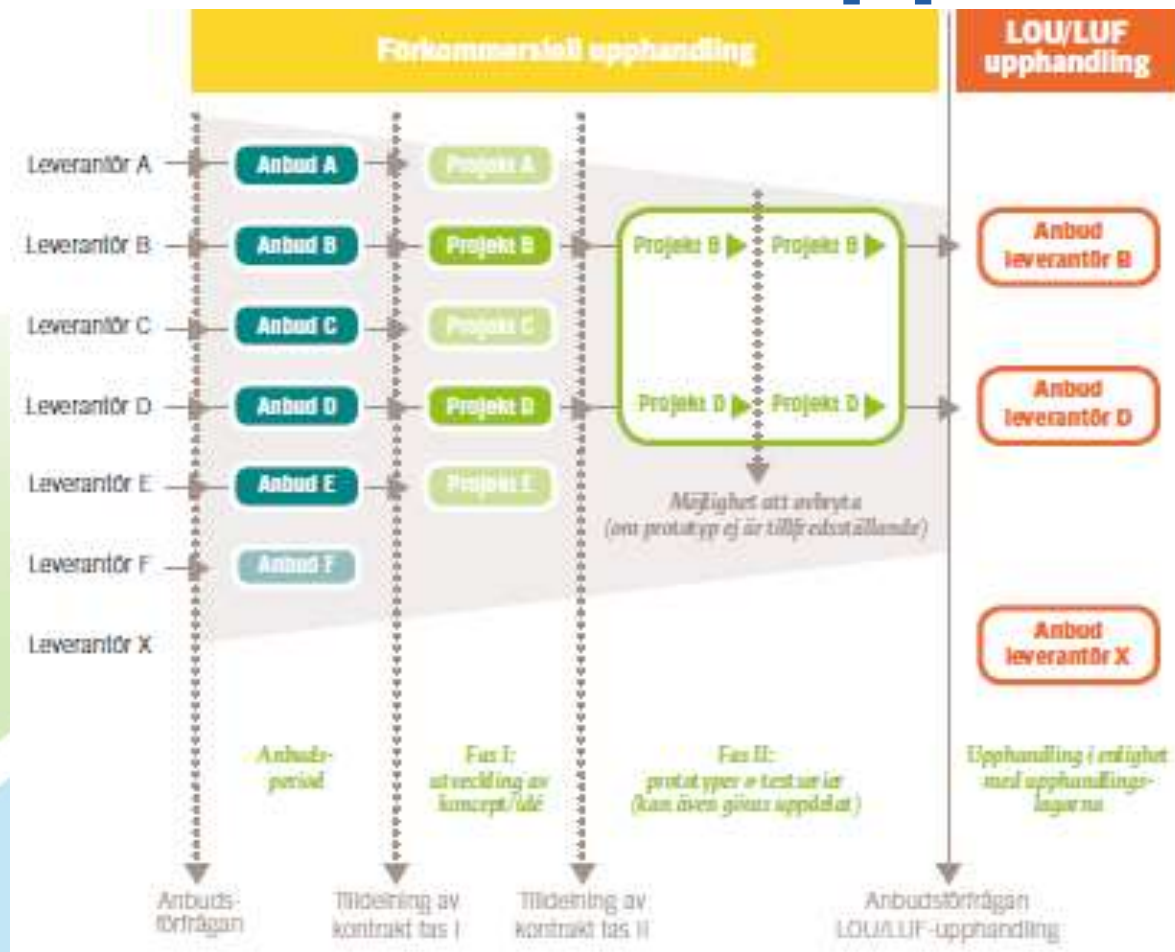 Förkommersiell upphandling
LOU/LUF
upphandling
Leverantör A
Anbud A
Projekt A
Leverantör B
Anbud B
Projekt B
Projekt B
Projekt B
Anbud
leverantör B
Leverantör C
Anbud C
Projekt C
Leverantör D
Anbud D
Projekt D
Projekt D
Projekt D
Anbud
leverantör D
Leverantör E
Anbud E
Projekt E
Möjlighet att avbryta
(om prototyp ej är tillfredsställande)
Leverantör F
Anbud F
Leverantör X
Anbud
leverantör X
Anbuds-
period
Fas I:
utveckling av
koncept/idé
Fas II:
prototyper o testserier
(kan även göras uppdelat)
Upphandling i enlighet
med upphandlings-
lagarna
Anbuds-
förfrågan
Tilldelning av
kontrakt fas I
Tilldelning av
kontrakt fas II
Anbudsförfrågan
LOU/LUF-upphandling